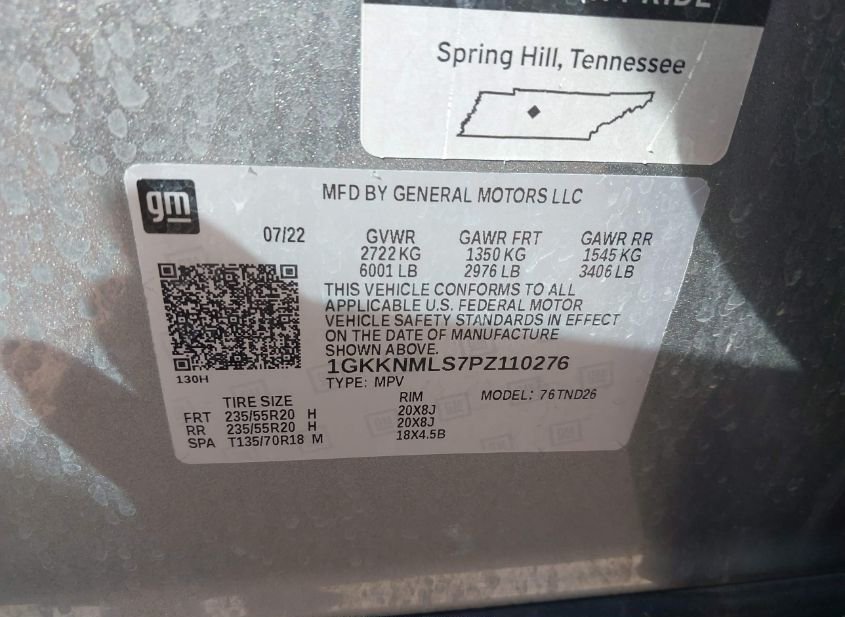 PRIDE
Spring Hill, Tennessee
gm
MFD BY GENERAL MOTORS LLC
07/22 GVWR GAWR FRT GAWR RR
2722 KG 1350 KG 1545 KG
6001 LB 2976 LB 3406 LB
THIS VEHICLE CONFORMS TO ALL
APPLICABLE U.S. FEDERAL MOTOR
VEHICLE SAFETY STANDARDS IN EFFECT
ON THE DATE OF MANUFACTURE
SHOWN ABOVE.
1GKKNMLS7PZ110276
130H
TYPE: MPV
TIRE SIZE RIM MODEL: 76TND26
FRT 235/55R20 H 20X8J
RR 235/55R20 H 20X8J
SPA T135/70R18 M 18X4.5B